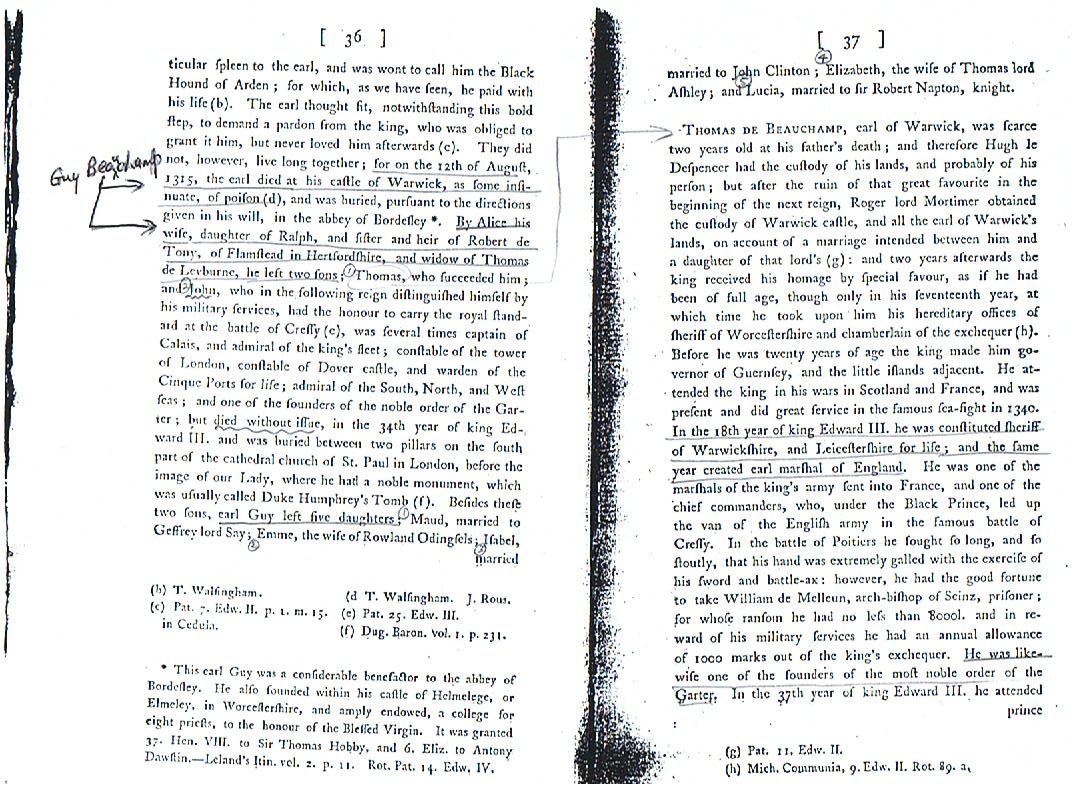 [ 36 ]
ticular ſpleen to the earl, and was wont to call him the Black
Hound of Arden ; for which, as we have ſeen, he paid with
his life (b). The earl thought fit, notwithſtanding this bold
ſtep, to demand a pardon from the king, who was obliged to
grant it him, but never loved him afterwards (c). They did
not, however, live long together ; for on the 12th of Auguſt,
1315, the earl died at his caſtle of Warwick, as ſome inſi-
nuate, of poiſon (d), and was buried, purſuant to the directions
given in his will, in the abbey of Bordeſley *. By Alice his
wife, daughter of Ralph, and ſiſter and heir of Robert de
Tony, of Flamſtead in Hertfordſhire, and widow of Thomas
de Leyburne, he left two ſons ; ① Thomas, who ſucceeded him ;
and ② John, who in the following reign diſtinguiſhed himſelf by
his military ſervices, had the honour to carry the royal ſtand-
ard at the battle of Creſſy (e), was ſeveral times captain of
Calais, and admiral of the king's fleet ; conſtable of the tower
of London, conſtable of Dover caſtle, and warden of the
Cinque Ports for life ; admiral of the South, North, and Weſt
ſeas ; and one of the founders of the noble order of the Gar-
ter ; but died without iſſue, in the 34th year of king Ed-
ward III. and was buried between two pillars on the ſouth
part of the cathedral church of St. Paul in London, before the
image of our Lady, where he had a noble monument, which
was uſually called Duke Humphrey's Tomb (f). Beſides theſe
two ſons, earl Guy left five daughters. ① Maud, married to
Geffrey lord Say ; ② Emme, the wife of Rowland Odingſels ; ③ Iſabel,
married
(b) T. Walſingham.
(c) Pat. 7. Edw. II. p. 1. m. 15.
in Cedula.
(d T. Walſingham. J. Rous.
(e) Pat. 25. Edw. III.
(f) Dug. Baron. vol. 1. p. 231.
* This earl Guy was a conſiderable benefactor to the abbey of
Bordeſley. He alſo founded within his caſtle of Helmelege, or
Elmeley, in Worceſterſhire, and amply endowed, a college for
eight prieſts, to the honour of the Bleſſed Virgin. It was granted
37. Hen. VIII. to Sir Thomas Hobby, and 6. Eliz. to Antony
Dawſtin.—Leland's Itin. vol. 2. p. 11. Rot. Pat. 14. Edw. IV.
Guy Beauchamp
[ 37 ]
married to John Clinton ; ④ Elizabeth, the wife of Thomas lord
Aſhley ; and ⑤ Lucia, married to ſir Robert Napton, knight.
THOMAS DE BEAUCHAMP, earl of Warwick, was ſcarce
two years old at his father's death ; and therefore Hugh le
Deſpencer had the cuſtody of his lands, and probably of his
perſon ; but after the ruin of that great favourite in the
beginning of the next reign, Roger lord Mortimer obtained
the cuſtody of Warwick caſtle, and all the earl of Warwick's
lands, on account of a marriage intended between him and
a daughter of that lord's (g) : and two years afterwards the
king received his homage by ſpecial favour, as if he had
been of full age, though only in his ſeventeenth year, at
which time he took upon him his hereditary offices of
ſheriff of Worceſterſhire and chamberlain of the exchequer (h).
Before he was twenty years of age the king made him go-
vernor of Guernſey, and the little iſlands adjacent. He at-
tended the king in his wars in Scotland and France, and was
preſent and did great ſervice in the famous ſea-fight in 1340.
In the 18th year of king Edward III. he was conſtituted ſheriff
of Warwickſhire, and Leiceſterſhire for life ; and the ſame
year created earl marſhal of England. He was one of the
marſhals of the king's army ſent into France, and one of the
chief commanders, who, under the Black Prince, led up
the van of the Engliſh army in the famous battle of
Creſſy. In the battle of Poitiers he fought ſo long, and ſo
ſtoutly, that his hand was extremely galled with the exerciſe of
his ſword and battle-ax : however, he had the good fortune
to take William de Melleun, arch-biſhop of Seinz, priſoner ;
for whoſe ranſom he had no leſs than 8000l. and in re-
ward of his military ſervices he had an annual allowance
of 1000 marks out of the king's exchequer. He was like-
wiſe one of the founders of the moſt noble order of the
Garter. In the 37th year of king Edward III. he attended
prince
(g) Pat. 11. Edw. II.
(h) Mich. Communia, 9. Edw. II. Rot. 89. a.